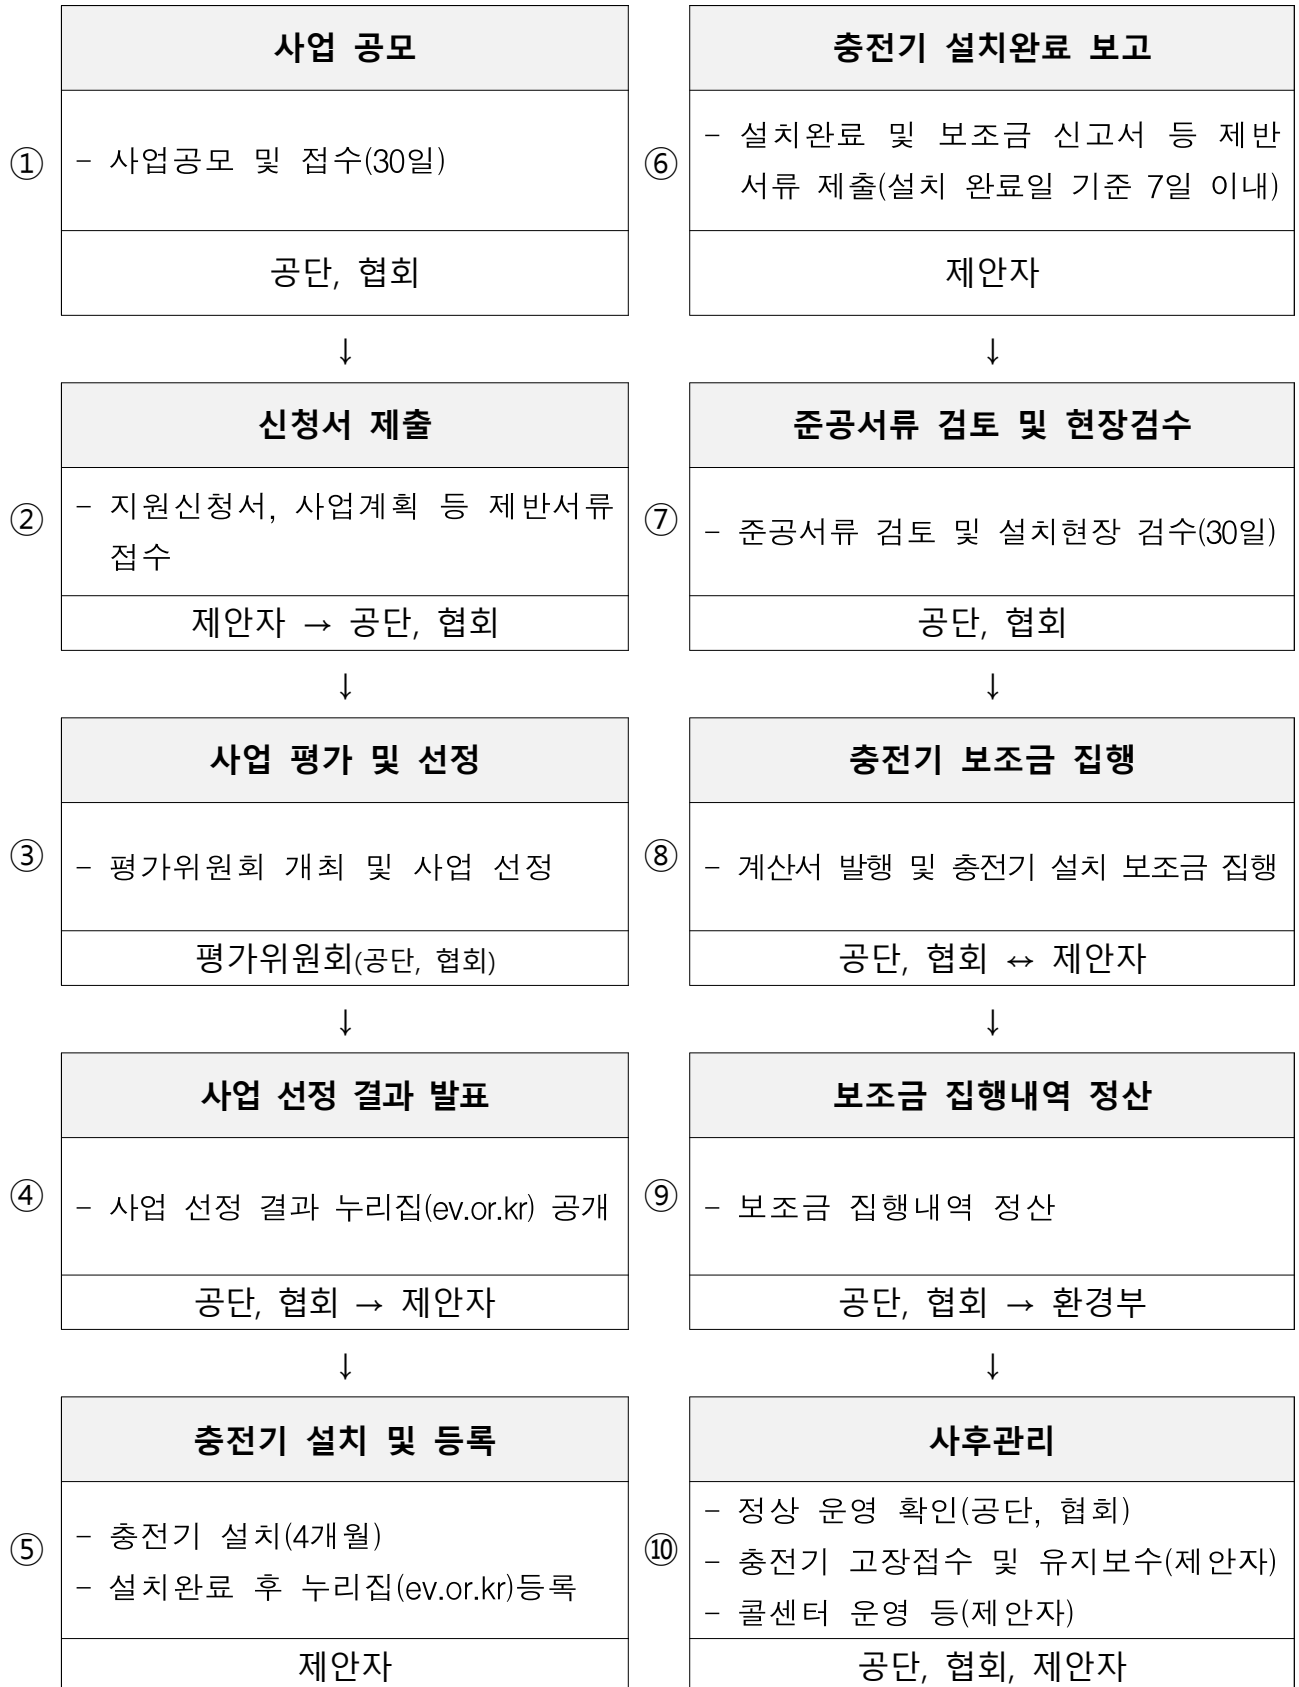 사업 공모
①
- 사업공모 및 접수(30일)
공단, 협회
↓
신청서 제출
②
- 지원신청서, 사업계획 등 제반서류
접수
제안자 → 공단, 협회
↓
사업 평가 및 선정
③
- 평가위원회 개최 및 사업 선정
평가위원회(공단, 협회)
↓
사업 선정 결과 발표
④
- 사업 선정 결과 누리집(ev.or.kr) 공개
공단, 협회 → 제안자
↓
충전기 설치 및 등록
⑤
- 충전기 설치(4개월)
- 설치완료 후 누리집(ev.or.kr)등록
제안자
충전기 설치완료 보고
⑥
- 설치완료 및 보조금 신고서 등 제반
서류 제출(설치 완료일 기준 7일 이내)
제안자
↓
준공서류 검토 및 현장검수
⑦
- 준공서류 검토 및 설치현장 검수(30일)
공단, 협회
↓
충전기 보조금 집행
⑧
- 계산서 발행 및 충전기 설치 보조금 집행
공단, 협회 ↔ 제안자
↓
보조금 집행내역 정산
⑨
- 보조금 집행내역 정산
공단, 협회 → 환경부
↓
사후관리
⑩
- 정상 운영 확인(공단, 협회)
- 충전기 고장접수 및 유지보수(제안자)
- 콜센터 운영 등(제안자)
공단, 협회, 제안자